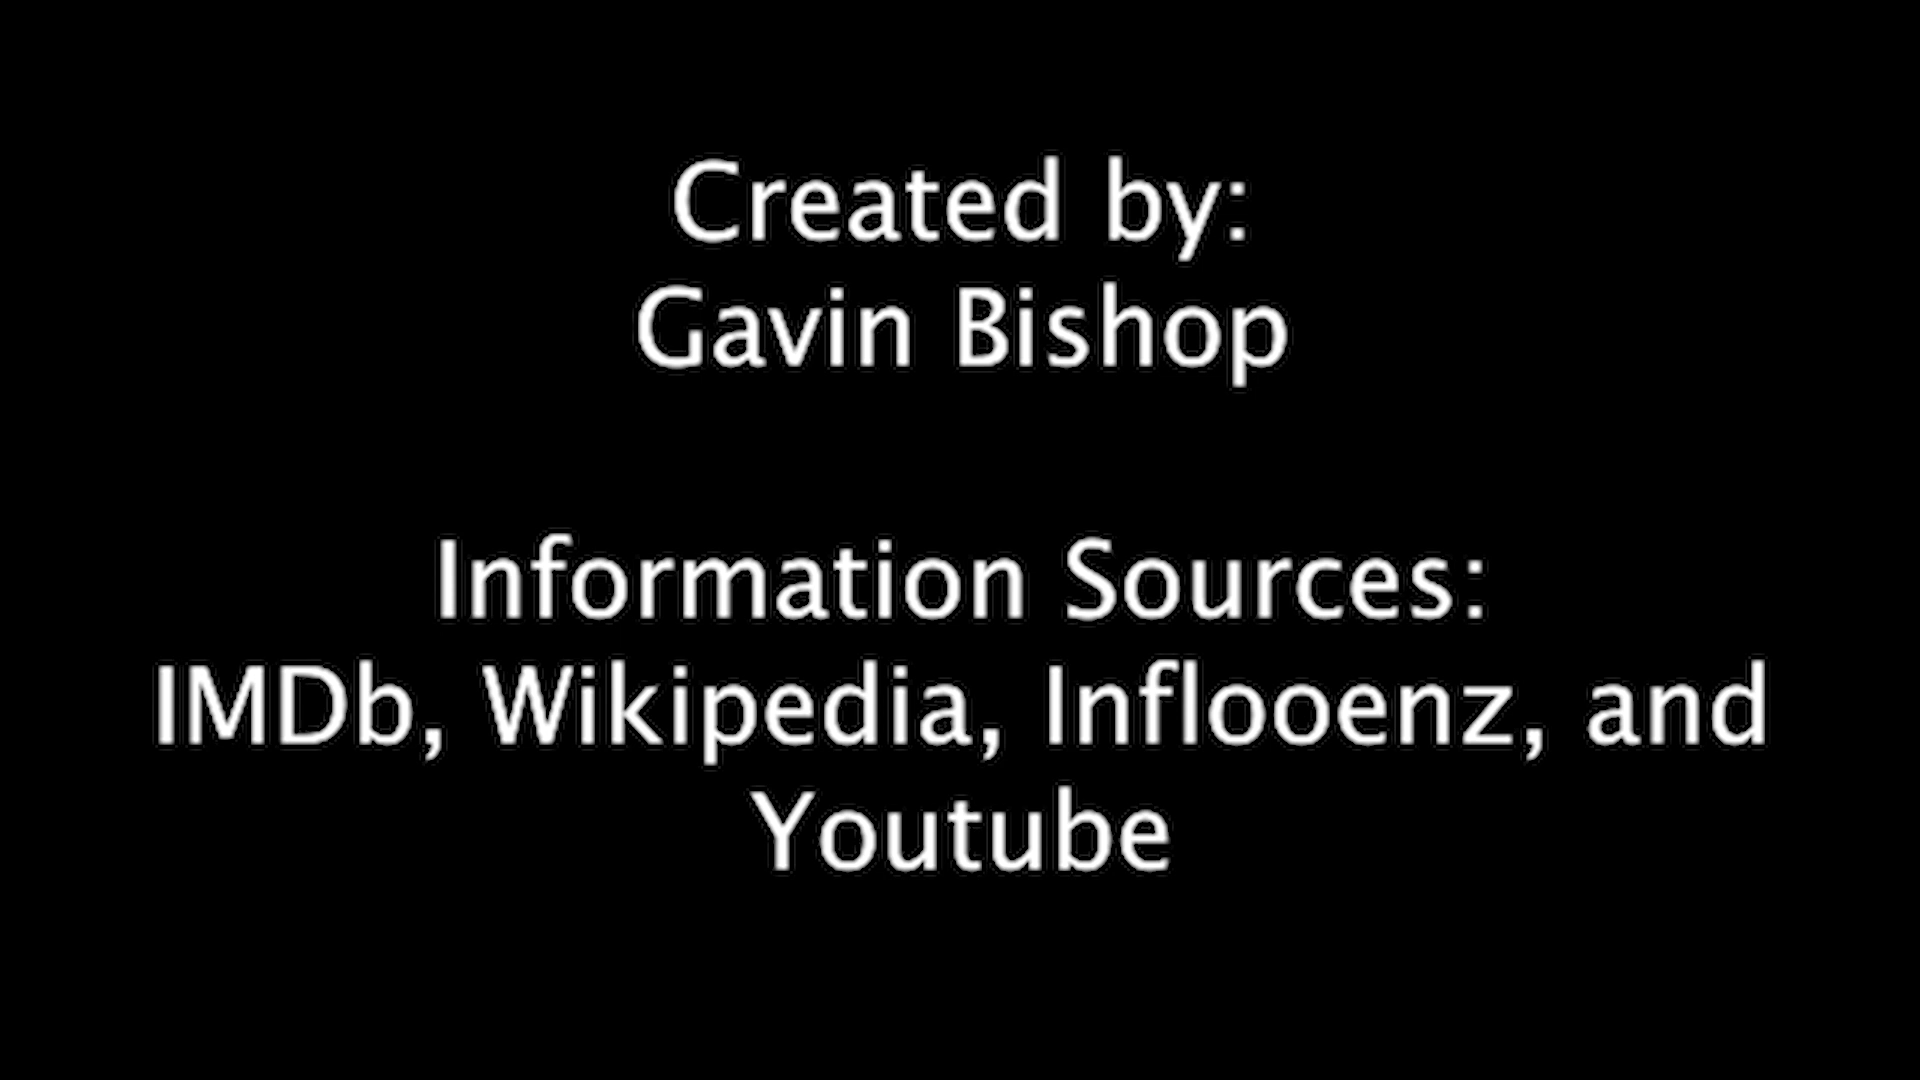 Created by:
Gavin Bishop
Information Sources:
IMDb, Wikipedia, Inflooenz, and
Youtube